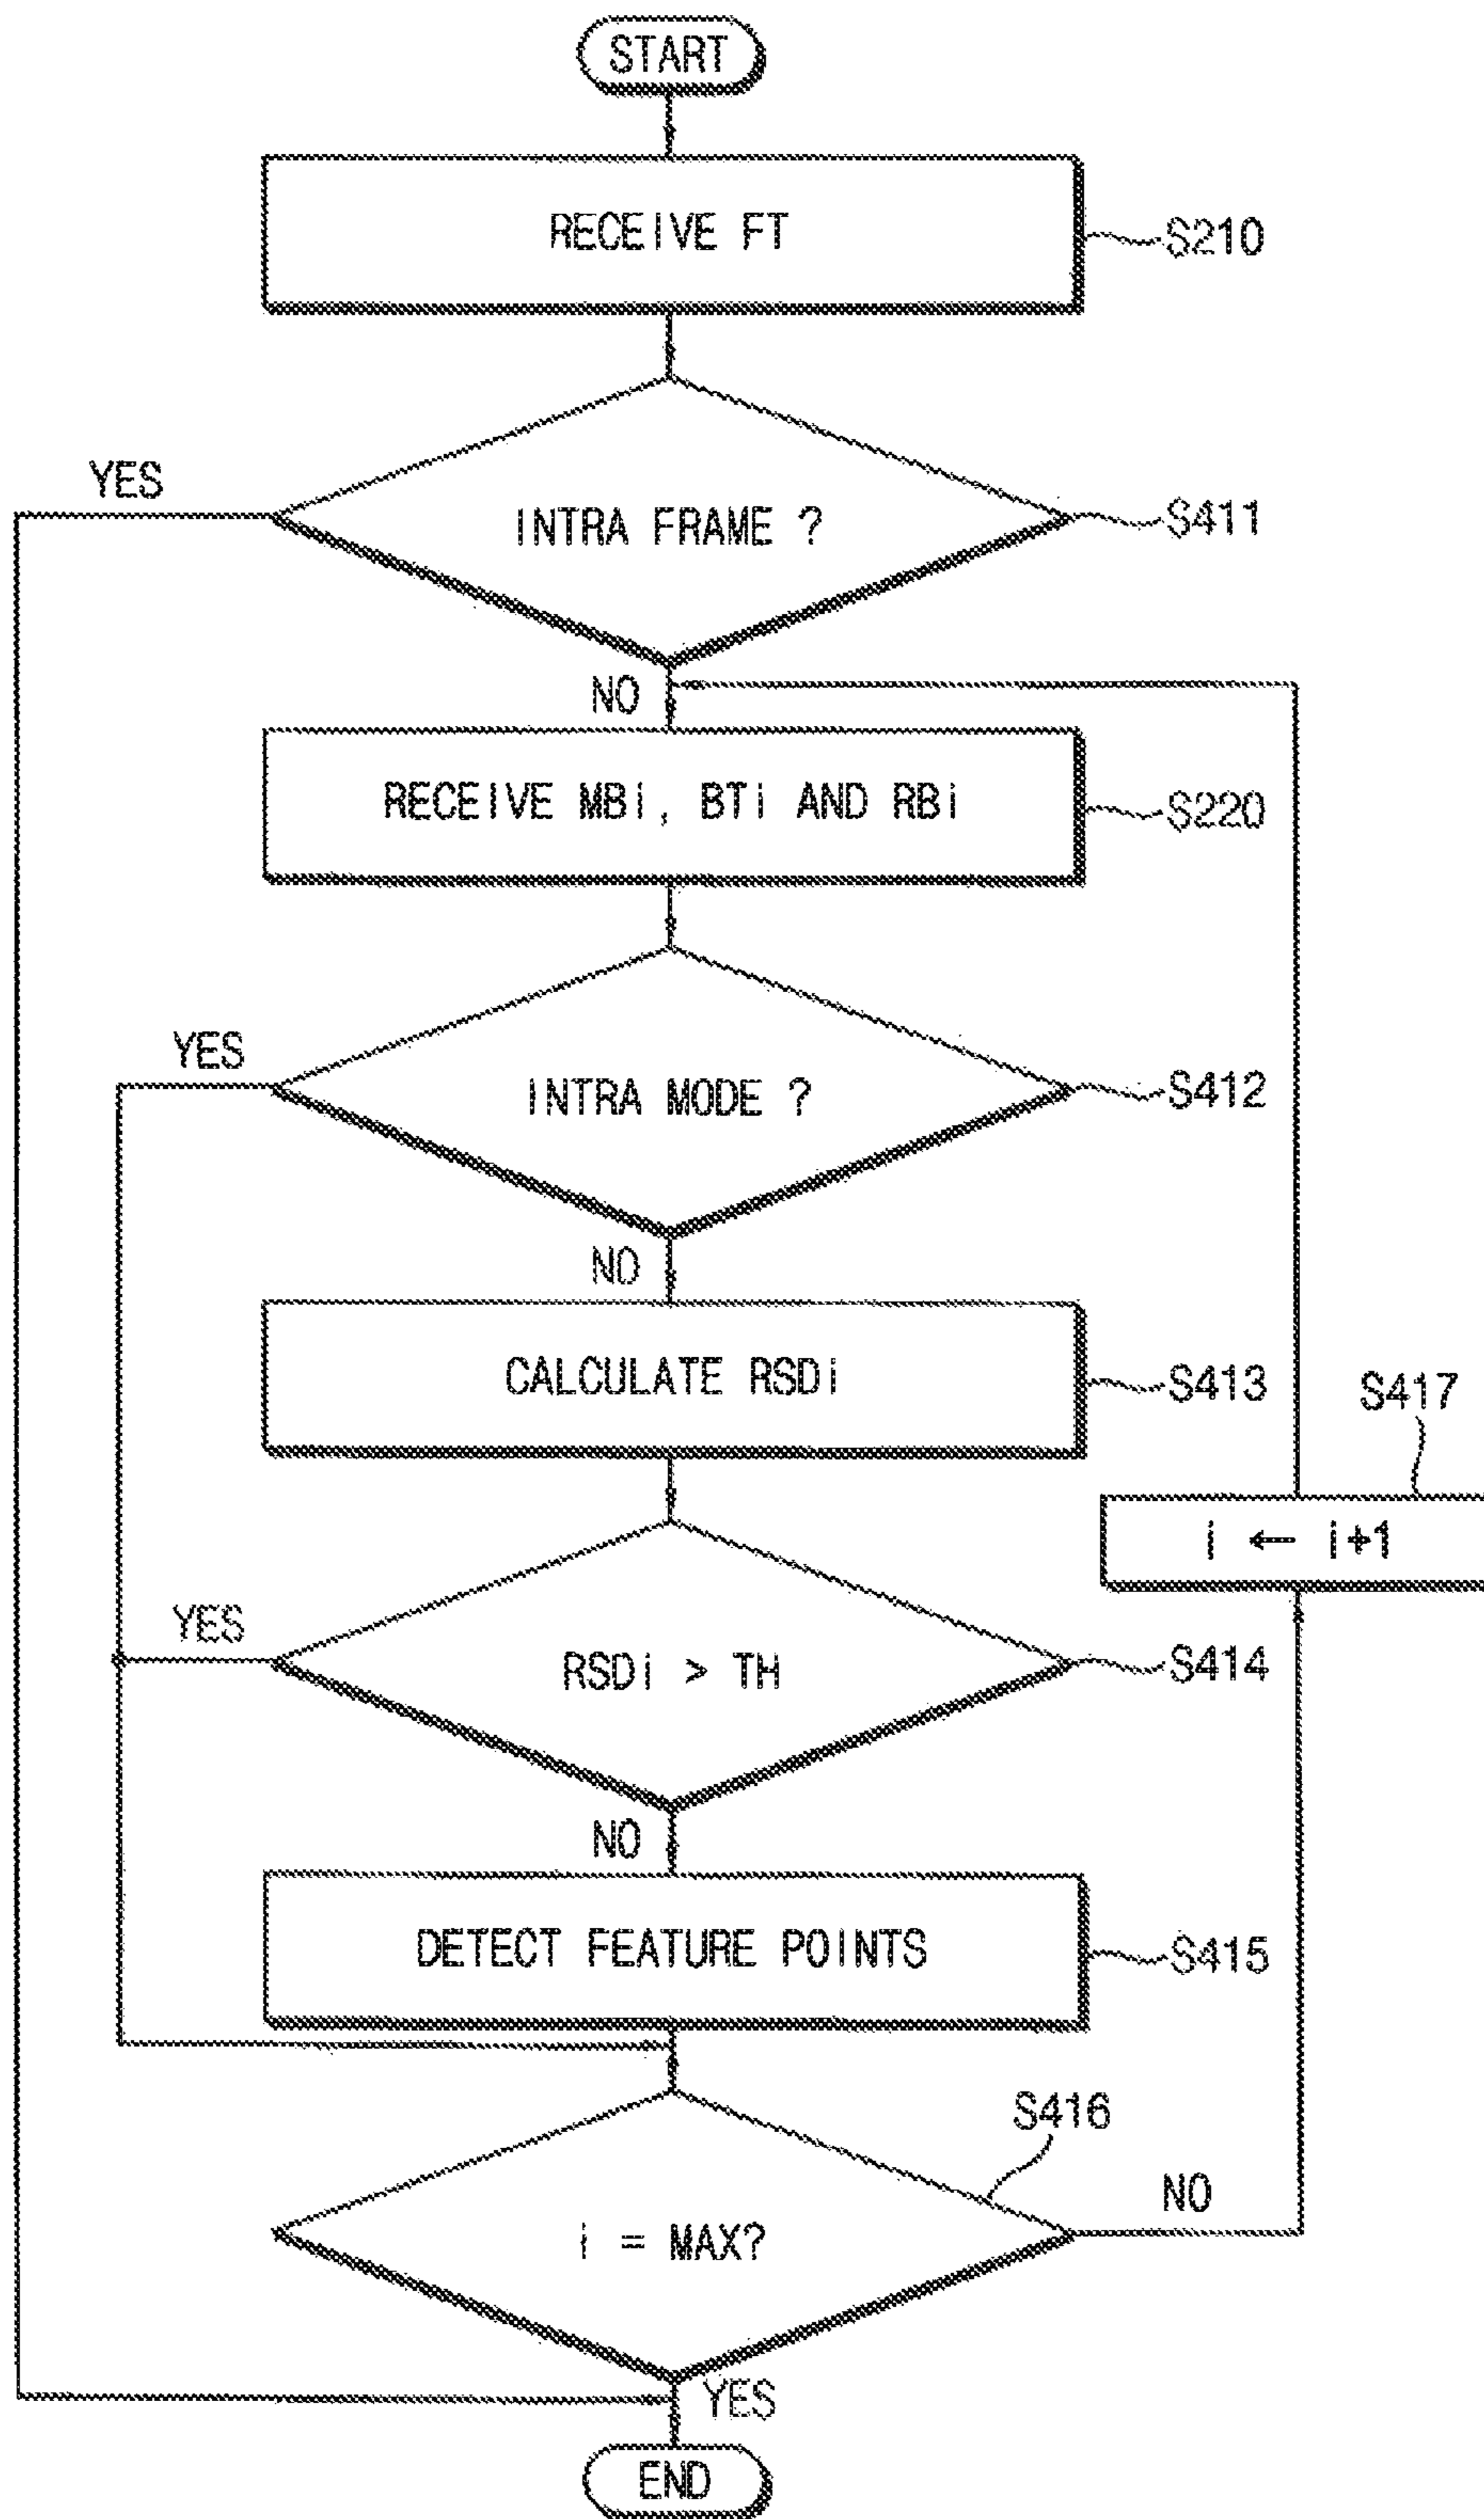 START
RECEIVE FT
S210
YES
INTRA FRAME ?
S411
NO
RECEIVE MBi, BTi AND RBi
S220
YES
INTRA MODE ?
S412
NO
CALCULATE RSDi
S413
S417
i ← i+1
YES
RSDi > TH
S414
NO
DETECT FEATURE POINTS
S415
S416
NO
i = MAX?
YES
END